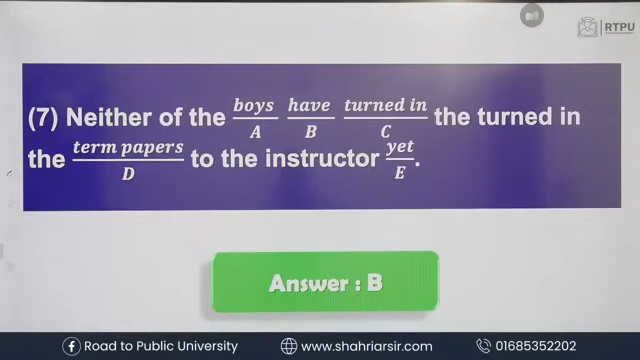 RTPU
(7) Neither of the boys/A have/B turned in/C the turned in
the term papers/D to the instructor yet/E.
Answer : B
Road to Public University www.shahriarsir.com 01685352202